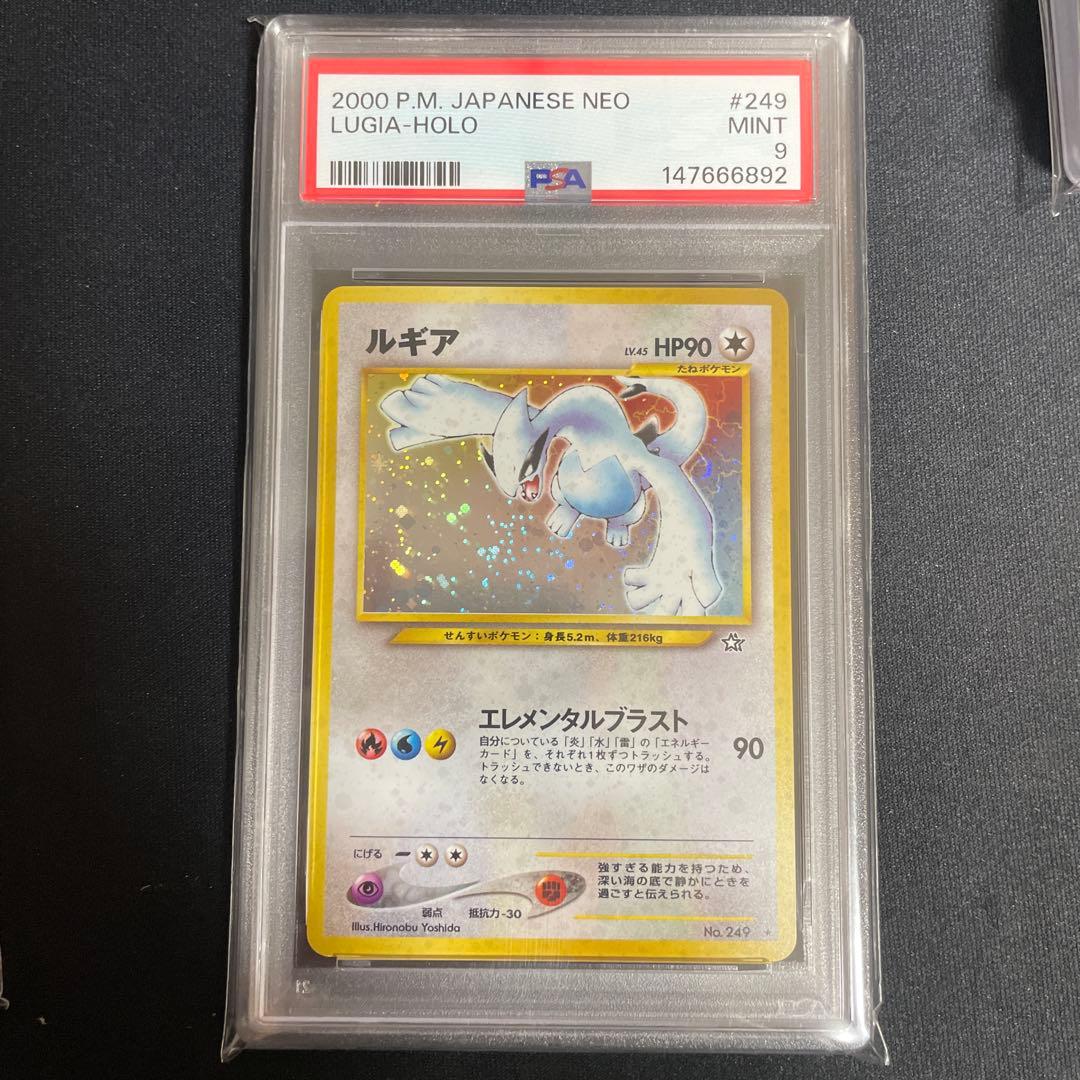 2000 P.M. JAPANESE NEO #249
LUGIA-HOLO MINT
9
PSA 147666892
ルギア LV.45 HP90
たねポケモン
せんすいポケモン：身長5.2m、体重216kg
エレメンタルブラスト
自分についている「炎」「水」「雷」の「エネルギー
カード」を、それぞれ1枚ずつトラッシュする。
トラッシュできないとき、このワザのダメージは
なくなる。
90
にげる
強すぎる能力を持つため、
深い海の底で静かにときを
過ごすと伝えられる。
弱点 抵抗力-30
Illus.Hironobu Yoshida
No.249 ★